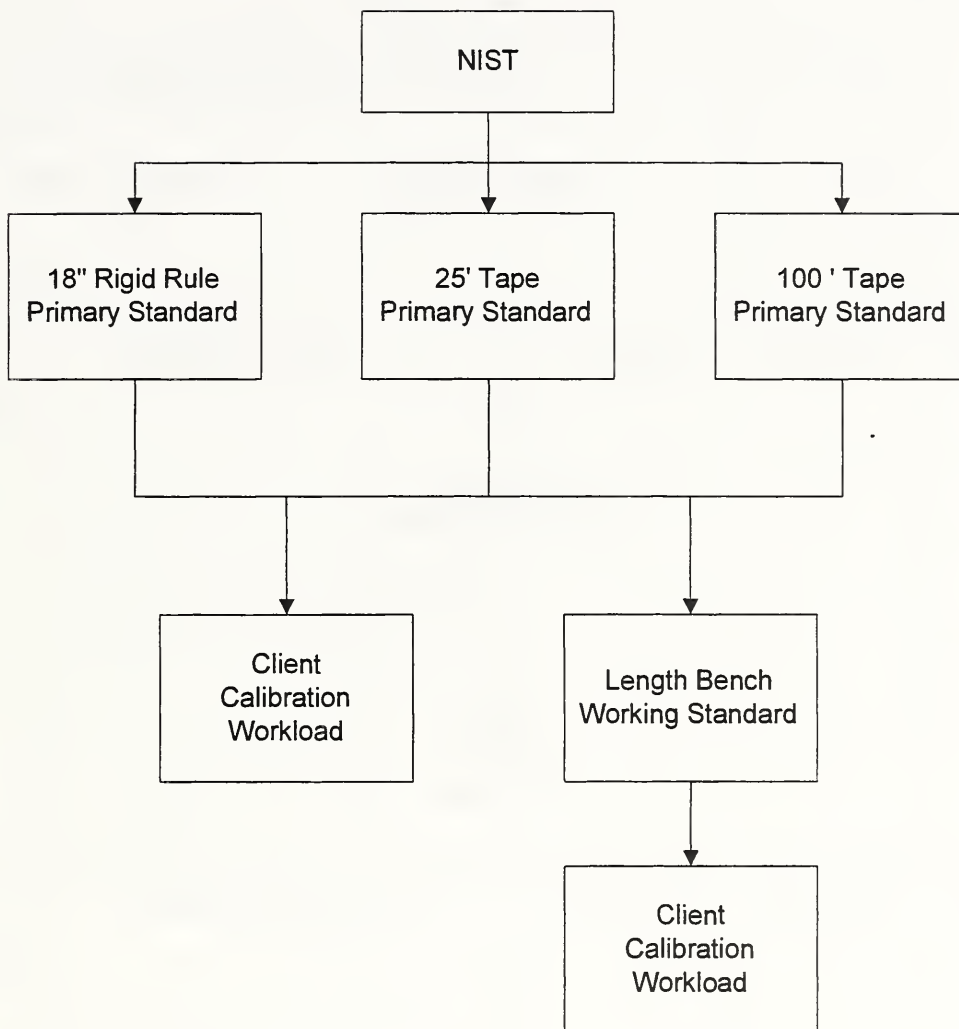 NIST
18" Rigid Rule
Primary Standard
25' Tape
Primary Standard
100 ' Tape
Primary Standard
Client
Calibration
Workload
Length Bench
Working Standard
Client
Calibration
Workload